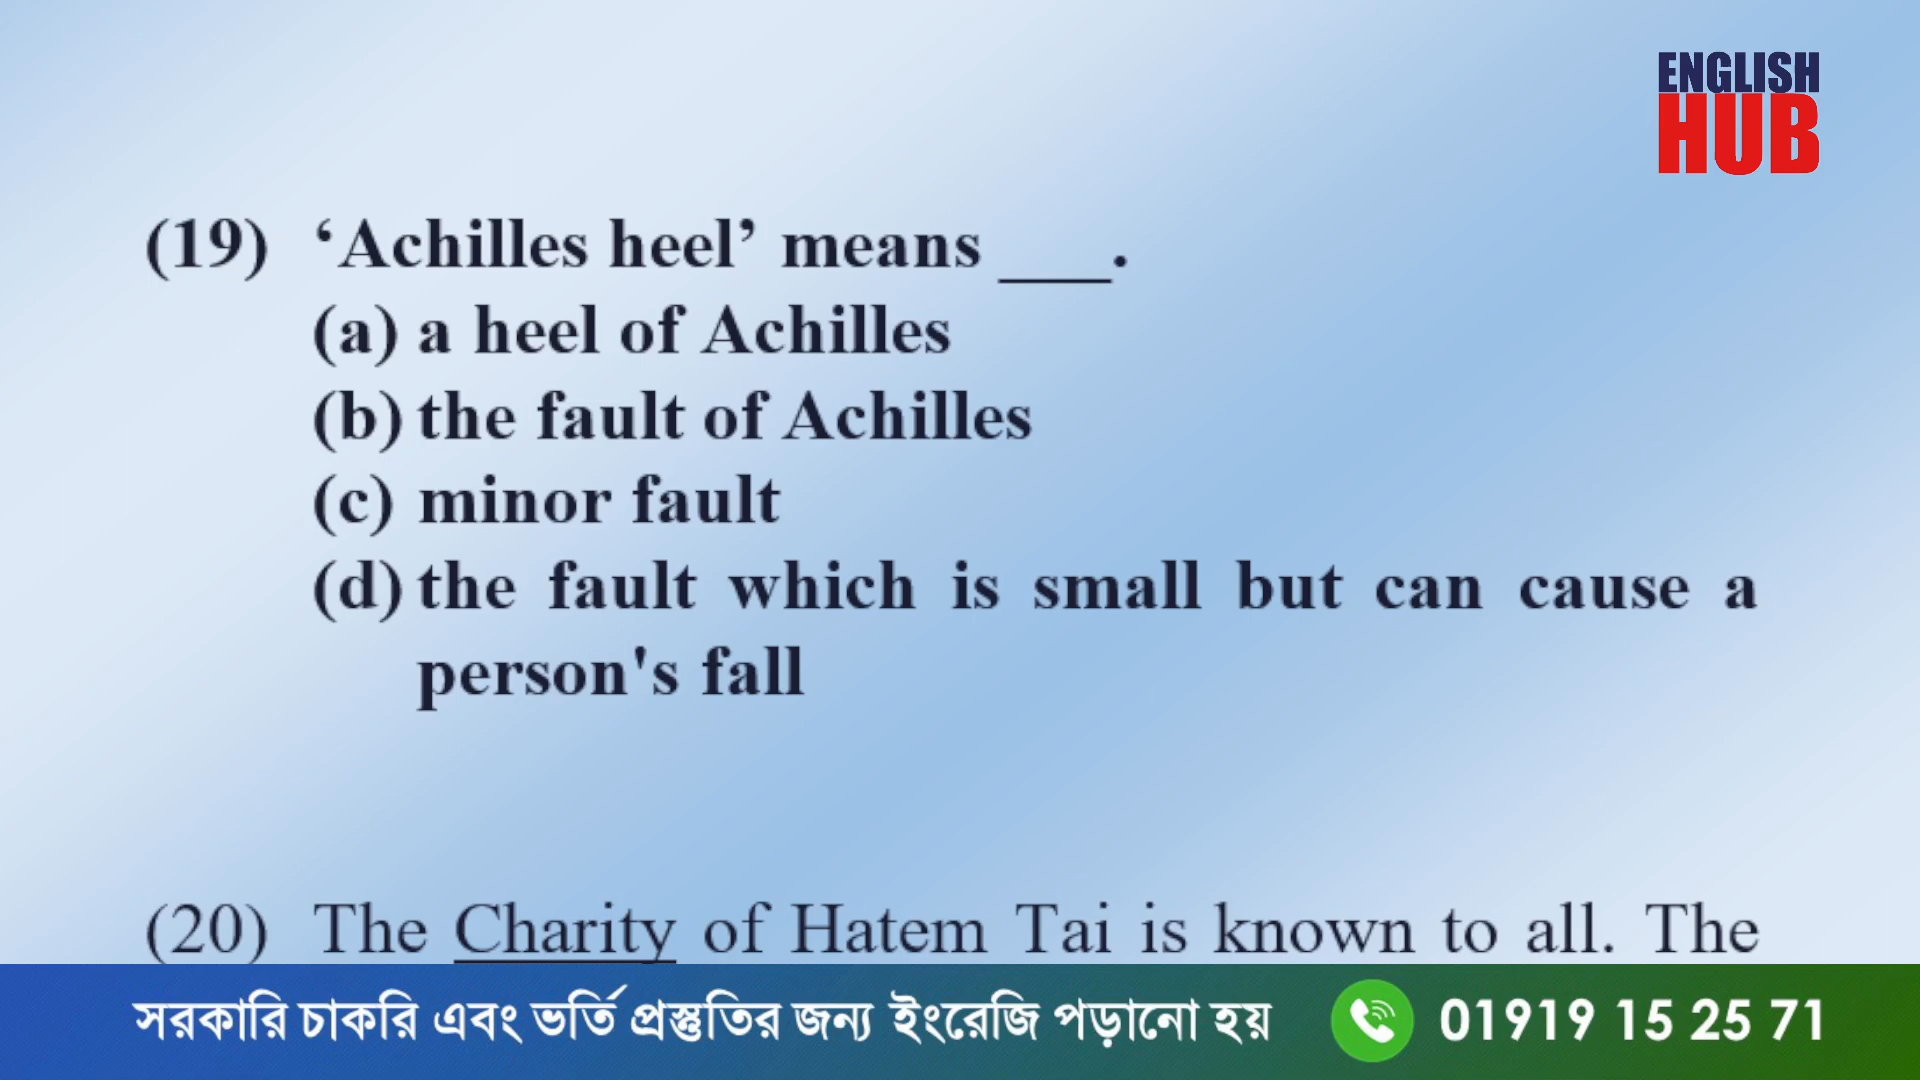 ENGLISH
HUB
(19) ‘Achilles heel’ means ___.
(a) a heel of Achilles
(b) the fault of Achilles
(c) minor fault
(d) the fault which is small but can cause a
person's fall
(20) The Charity of Hatem Tai is known to all. The
সরকারি চাকরি এবং ভর্তি প্রস্তুতির জন্য ইংরেজি পড়ানো হয় 01919 15 25 71